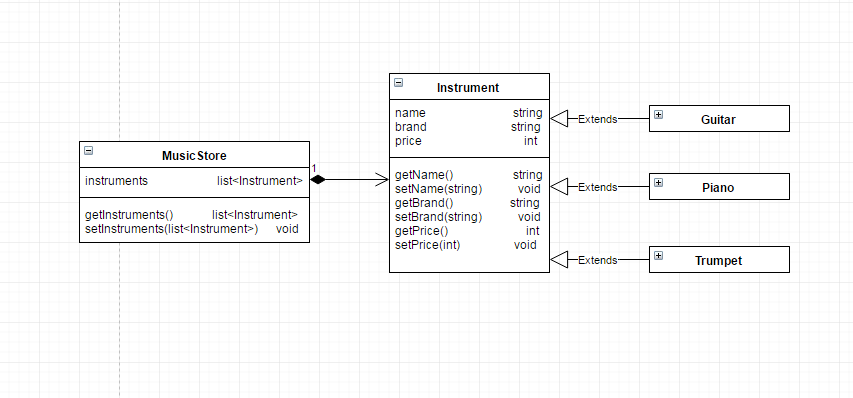 MusicStore
instruments list<Instrument>
getInstruments() list<Instrument>
setInstruments(list<Instrument>) void
1
Instrument
name string
brand string
price int
getName() string
setName(string) void
getBrand() string
setBrand(string) void
getPrice() int
setPrice(int) void
Extends
Guitar
Extends
Piano
Extends
Trumpet